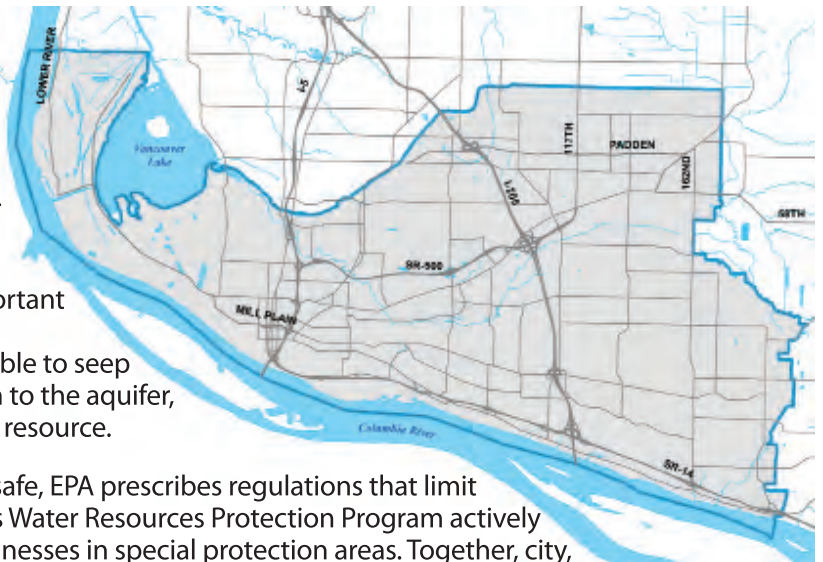 LOWER RIVER
I-5
Vancouver
Lake
117TH
PADDEN
162ND
I-205
58TH
SR-500
MILL PLAIN
Columbia River
SR-14
ortant
ble to seep
to the aquifer,
resource.
safe, EPA prescribes regulations that limit
s Water Resources Protection Program actively
nesses in special protection areas. Together, city,